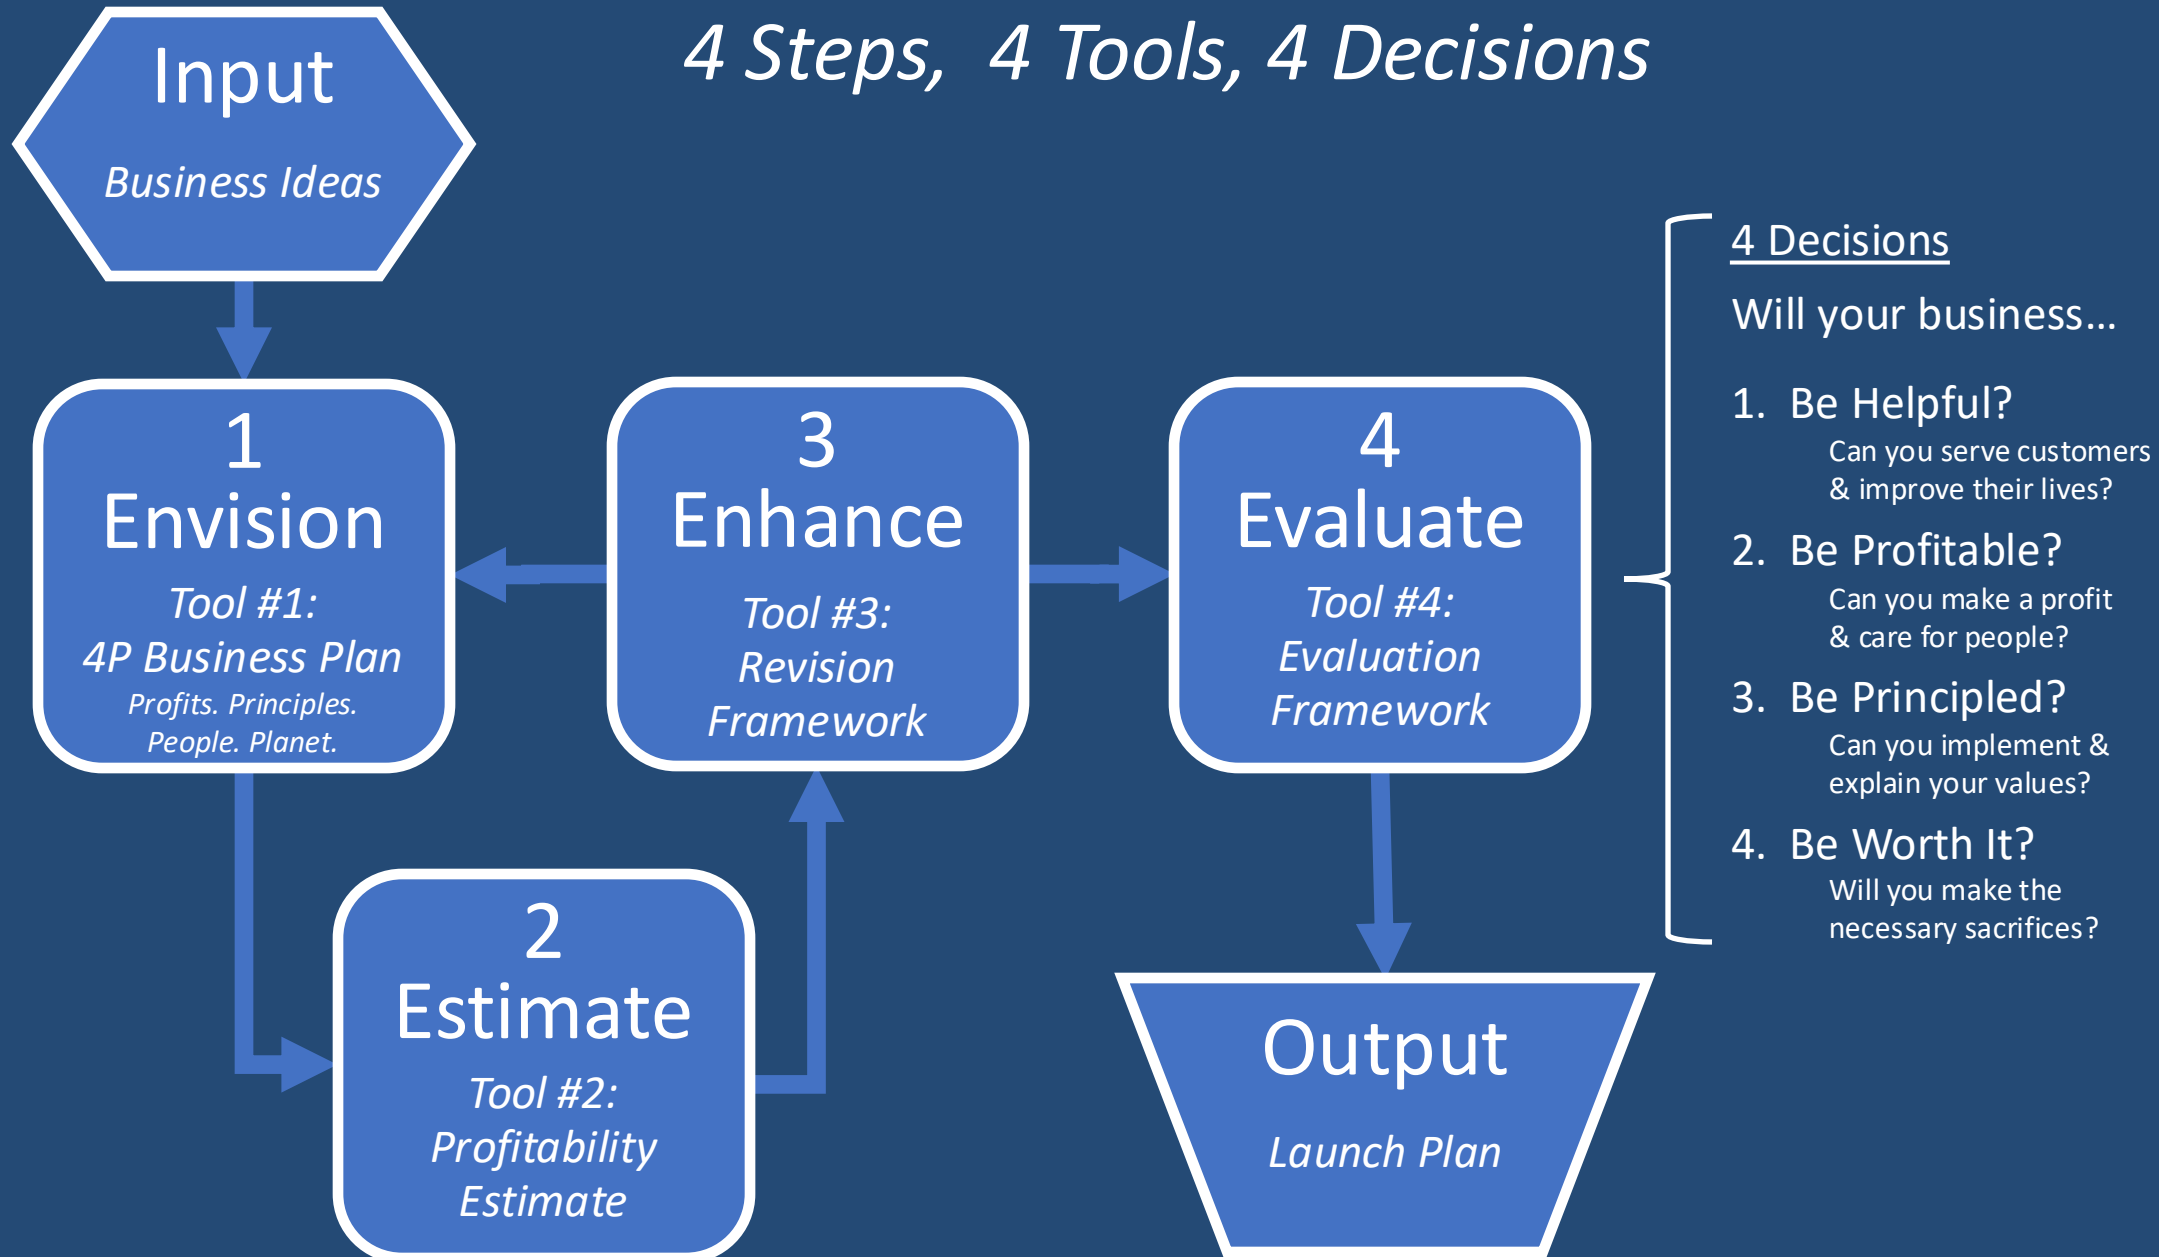 4 Steps, 4 Tools, 4 Decisions
Input
Business Ideas
1
Envision
Tool #1:
4P Business Plan
Profits. Principles.
People. Planet.
2
Estimate
Tool #2:
Profitability
Estimate
3
Enhance
Tool #3:
Revision
Framework
4
Evaluate
Tool #4:
Evaluation
Framework
Output
Launch Plan
4 Decisions
Will your business...
1. Be Helpful?
Can you serve customers
& improve their lives?
2. Be Profitable?
Can you make a profit
& care for people?
3. Be Principled?
Can you implement &
explain your values?
4. Be Worth It?
Will you make the
necessary sacrifices?